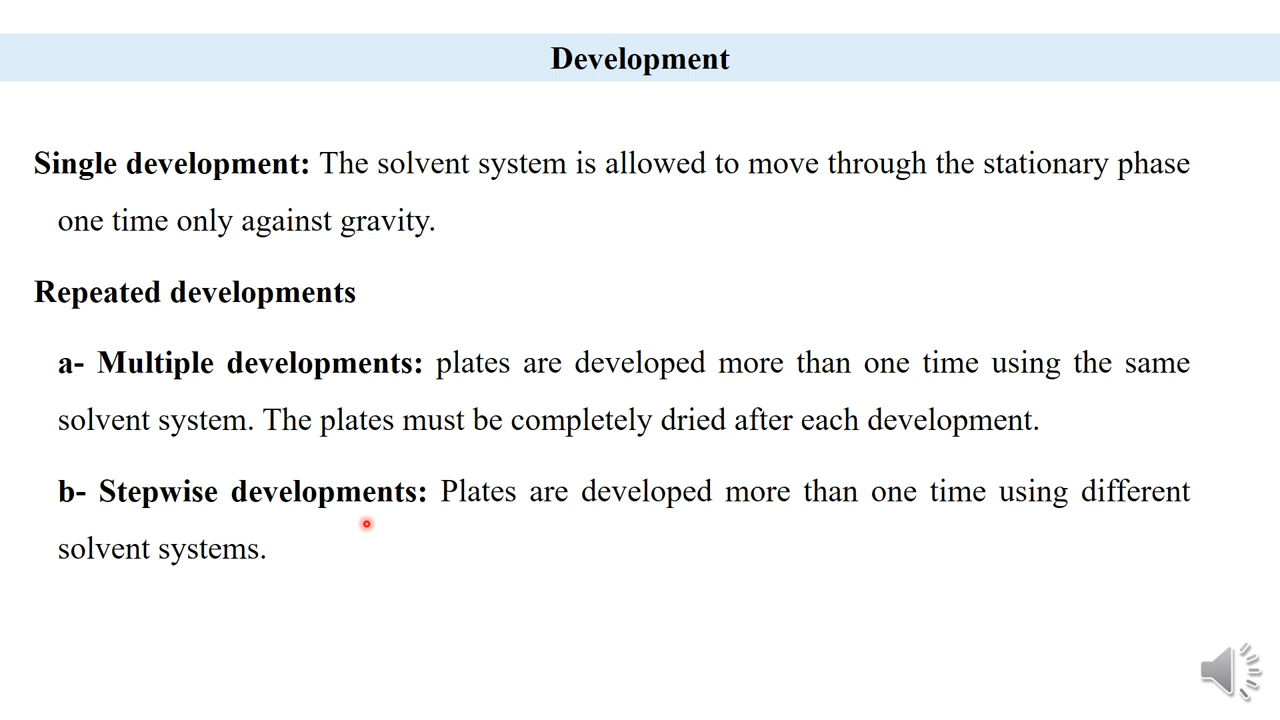 Development
Single development: The solvent system is allowed to move through the stationary phase
one time only against gravity.
Repeated developments
a- Multiple developments: plates are developed more than one time using the same
solvent system. The plates must be completely dried after each development.
b- Stepwise developments: Plates are developed more than one time using different
solvent systems.